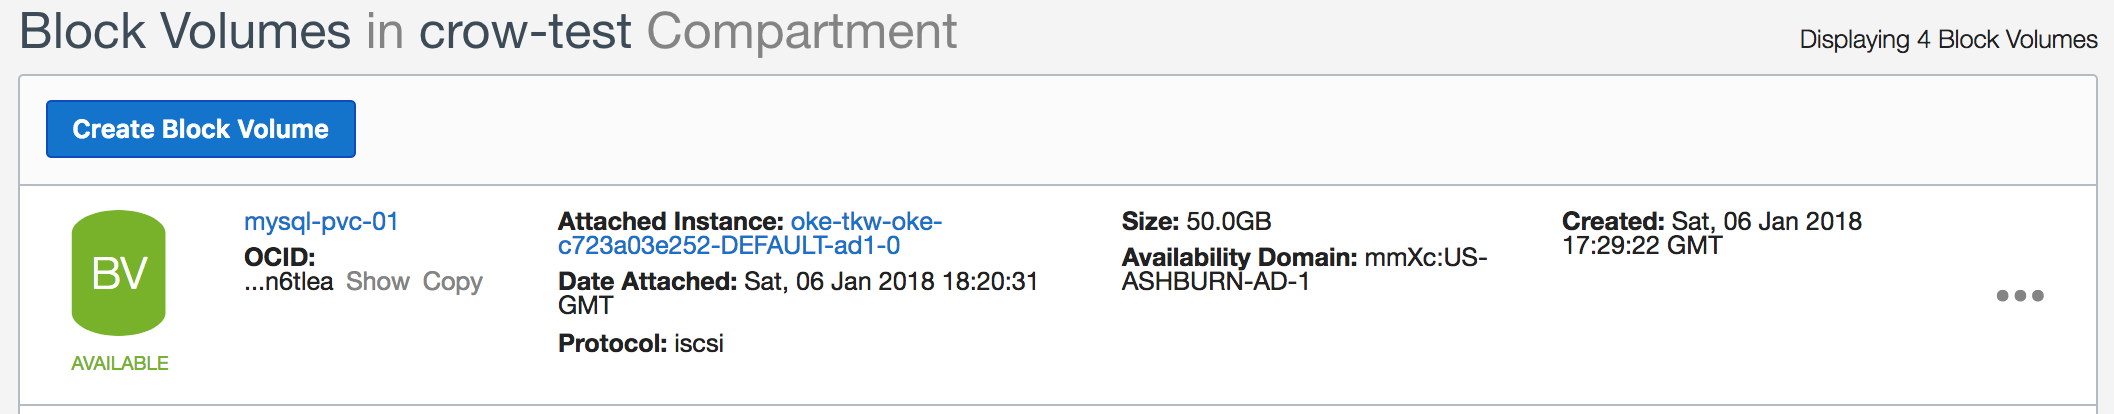 Block Volumes in crow-test Compartment
Displaying 4 Block Volumes
Create Block Volume
BV
AVAILABLE
mysql-pvc-01
OCID:
...n6tlea Show Copy
Attached Instance: oke-tkw-oke-
c723a03e252-DEFAULT-ad1-0
Date Attached: Sat, 06 Jan 2018 18:20:31
GMT
Protocol: iscsi
Size: 50.0GB
Availability Domain: mmXc:US-
ASHBURN-AD-1
Created: Sat, 06 Jan 2018
17:29:22 GMT